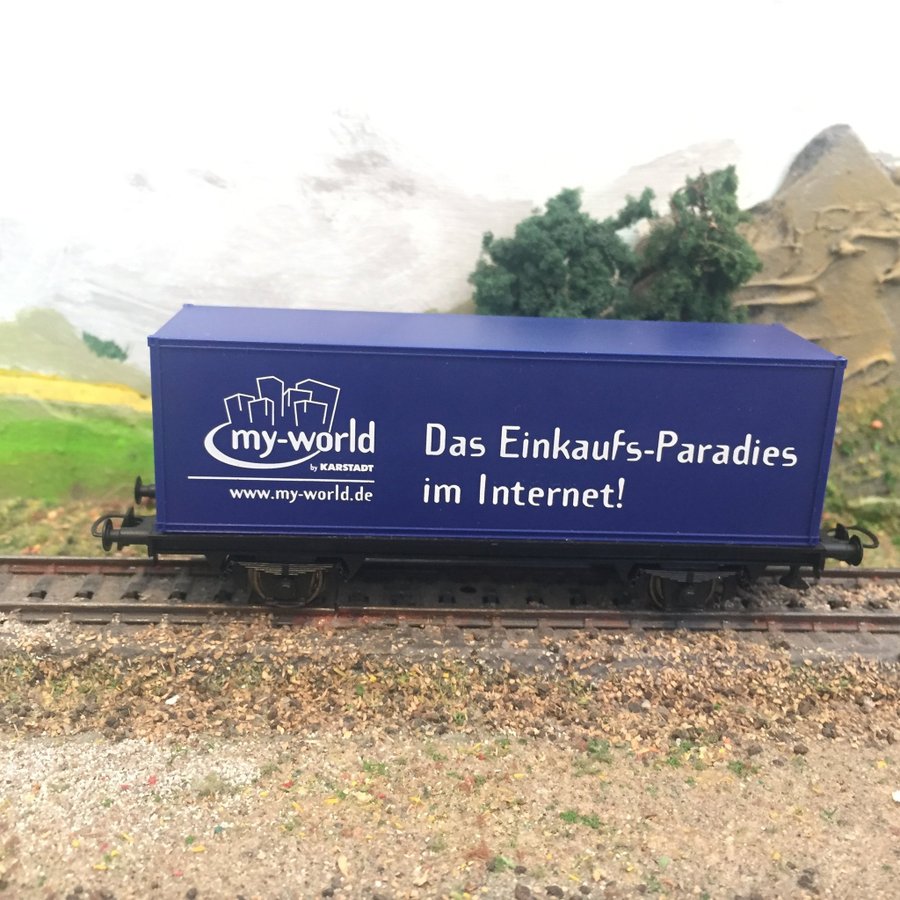 my-world
by KARSTADT
www.my-world.de
Das Einkaufs-Paradies
im Internet!